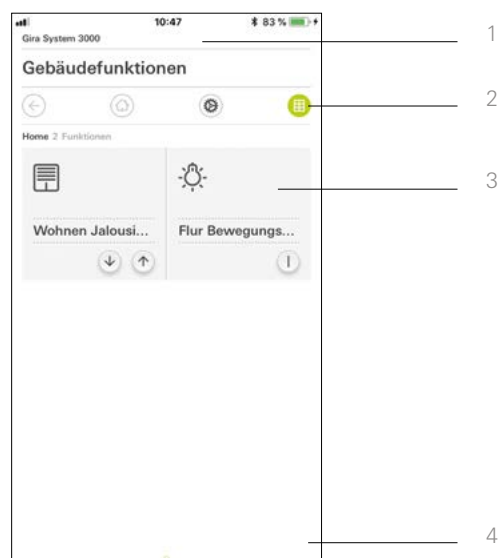 10:47 83 %
Gira System 3000
1
Gebäudefunktionen
2
Home 2 Funktionen
3
Wohnen Jalousi...
Flur Bewegungs...
4